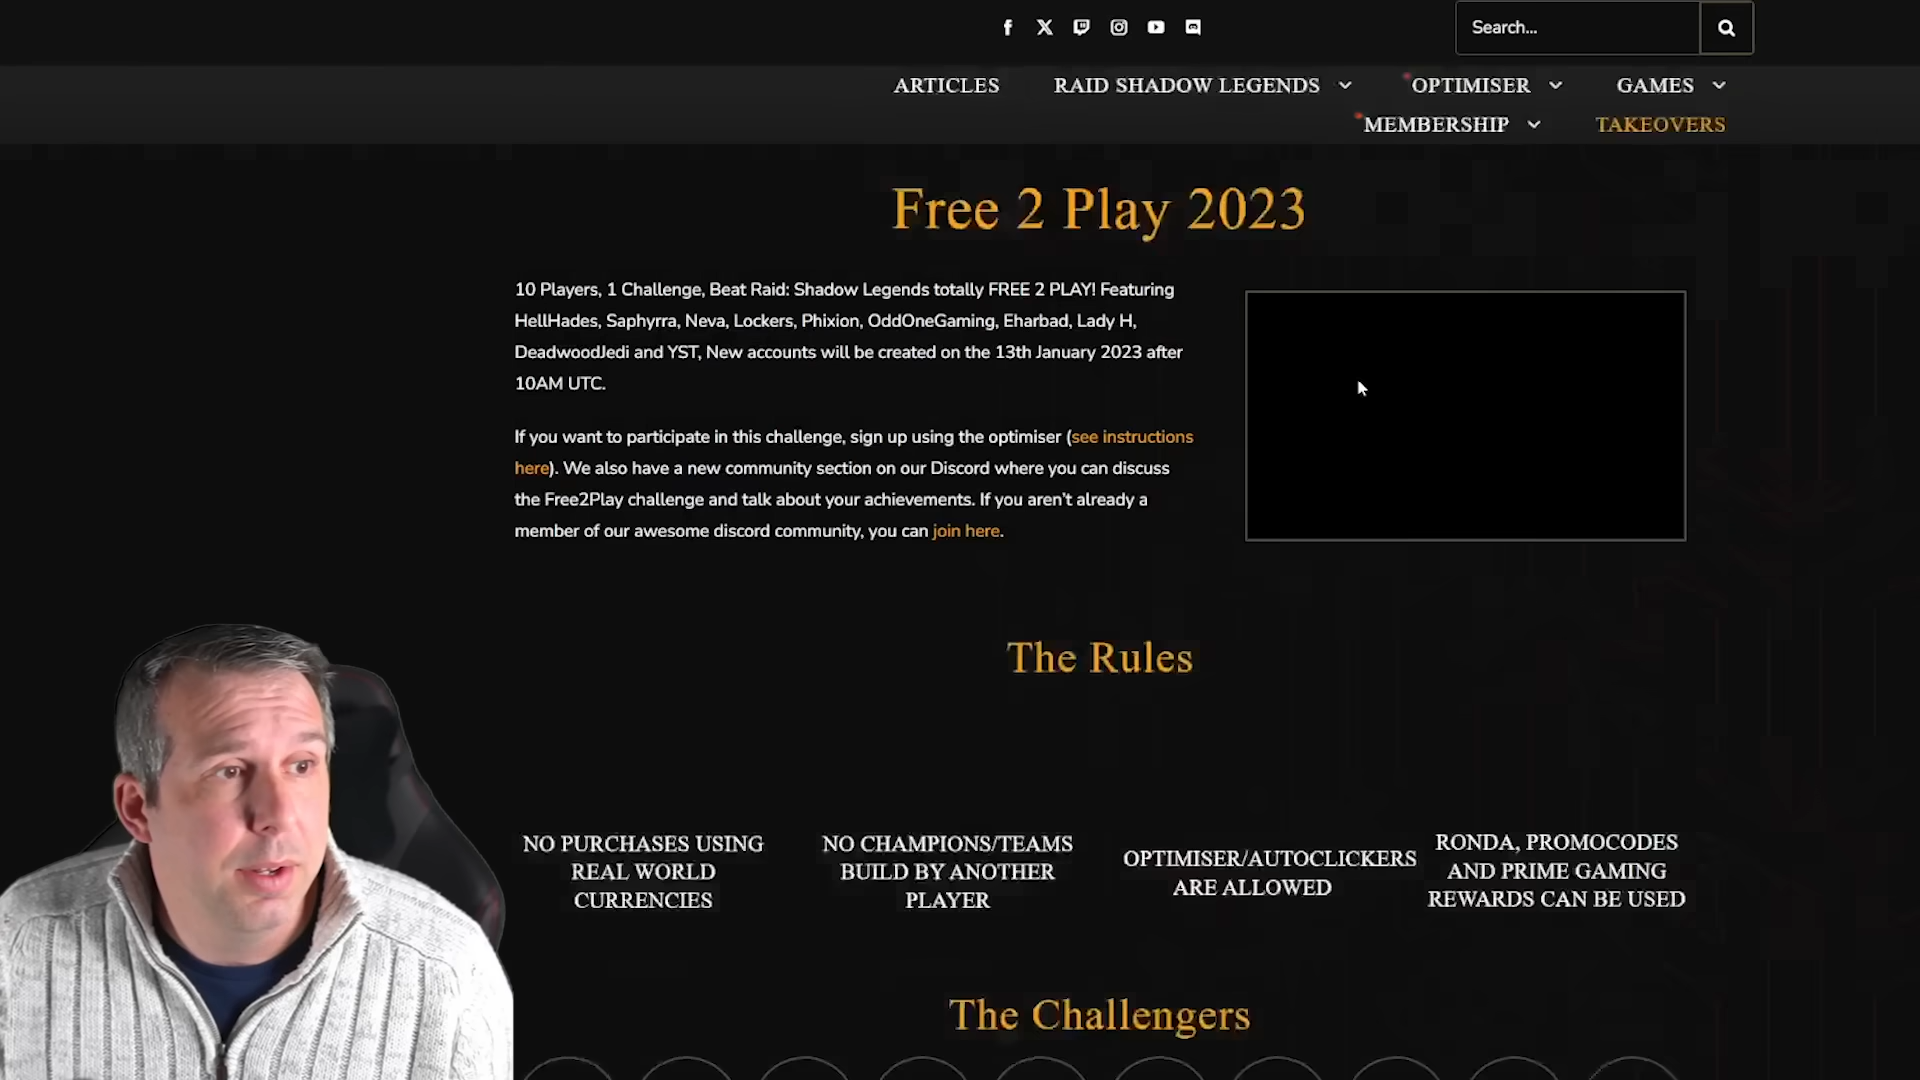 Search...
ARTICLES
RAID SHADOW LEGENDS
OPTIMISER
GAMES
MEMBERSHIP
TAKEOVERS
Free 2 Play 2023
10 Players, 1 Challenge, Beat Raid: Shadow Legends totally FREE 2 PLAY! Featuring
HellHades, Saphyrra, Neva, Lockers, Phixion, OddOneGaming, Eharbad, Lady H,
DeadwoodJedi and YST, New accounts will be created on the 13th January 2023 after
10AM UTC.
If you want to participate in this challenge, sign up using the optimiser (see instructions
here). We also have a new community section on our Discord where you can discuss
the Free2Play challenge and talk about your achievements. If you aren't already a
member of our awesome discord community, you can join here.
The Rules
NO PURCHASES USING
REAL WORLD
CURRENCIES
NO CHAMPIONS/TEAMS
BUILD BY ANOTHER
PLAYER
OPTIMISER/AUTOCLICKERS
ARE ALLOWED
RONDA, PROMOCODES
AND PRIME GAMING
REWARDS CAN BE USED
The Challengers